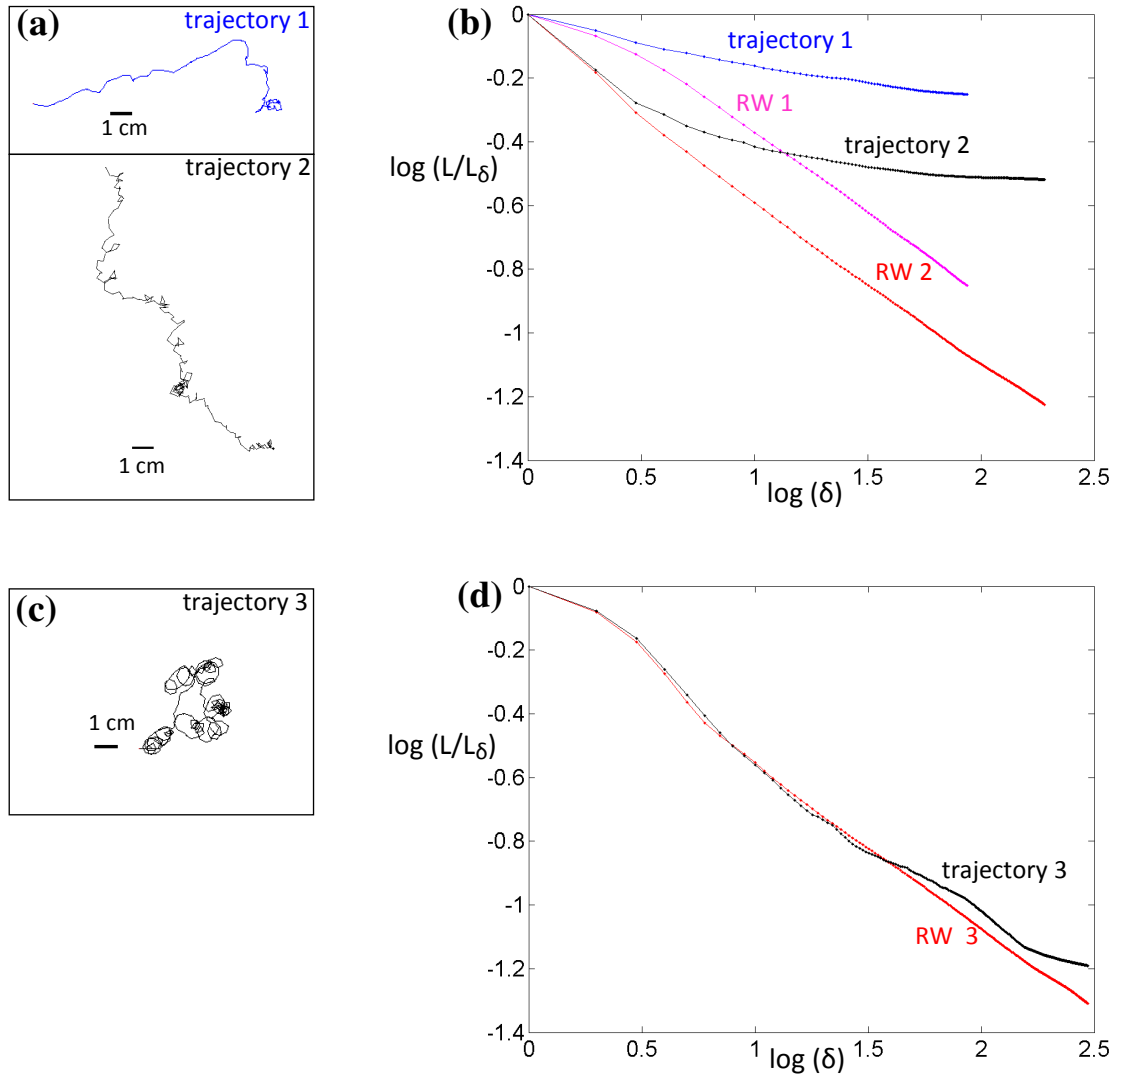 (a)
trajectory 1
1 cm
trajectory 2
1 cm
(b)
0
-0.2
-0.4
-0.6
-0.8
-1
-1.2
-1.4
log (L/Lδ)
trajectory 1
RW 1
trajectory 2
RW 2
0 0.5 1 1.5 2 2.5
log (δ)
(c)
trajectory 3
1 cm
(d)
0
-0.2
-0.4
-0.6
-0.8
-1
-1.2
-1.4
log (L/Lδ)
trajectory 3
RW 3
0 0.5 1 1.5 2 2.5
log (δ)